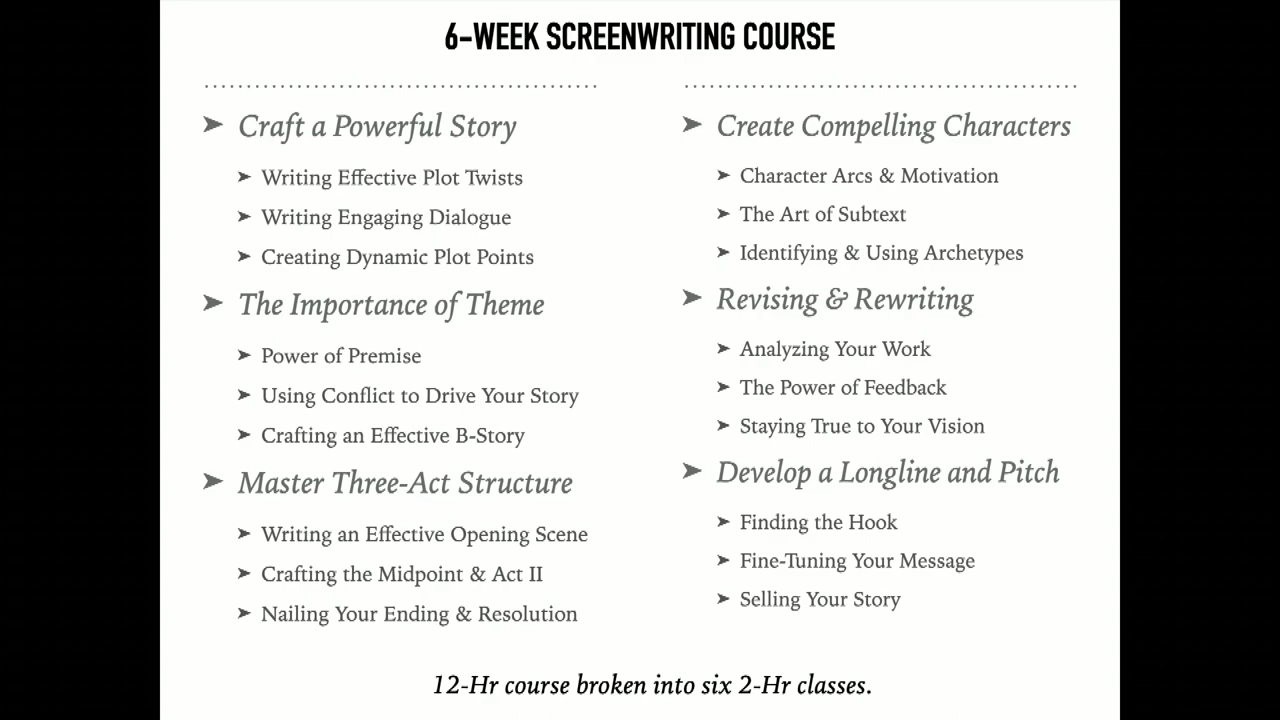 6-WEEK SCREENWRITING COURSE
Craft a Powerful Story
Writing Effective Plot Twists
Writing Engaging Dialogue
Creating Dynamic Plot Points
The Importance of Theme
Power of Premise
Using Conflict to Drive Your Story
Crafting an Effective B-Story
Master Three-Act Structure
Writing an Effective Opening Scene
Crafting the Midpoint & Act II
Nailing Your Ending & Resolution
Create Compelling Characters
Character Arcs & Motivation
The Art of Subtext
Identifying & Using Archetypes
Revising & Rewriting
Analyzing Your Work
The Power of Feedback
Staying True to Your Vision
Develop a Longline and Pitch
Finding the Hook
Fine-Tuning Your Message
Selling Your Story
12-Hr course broken into six 2-Hr classes.